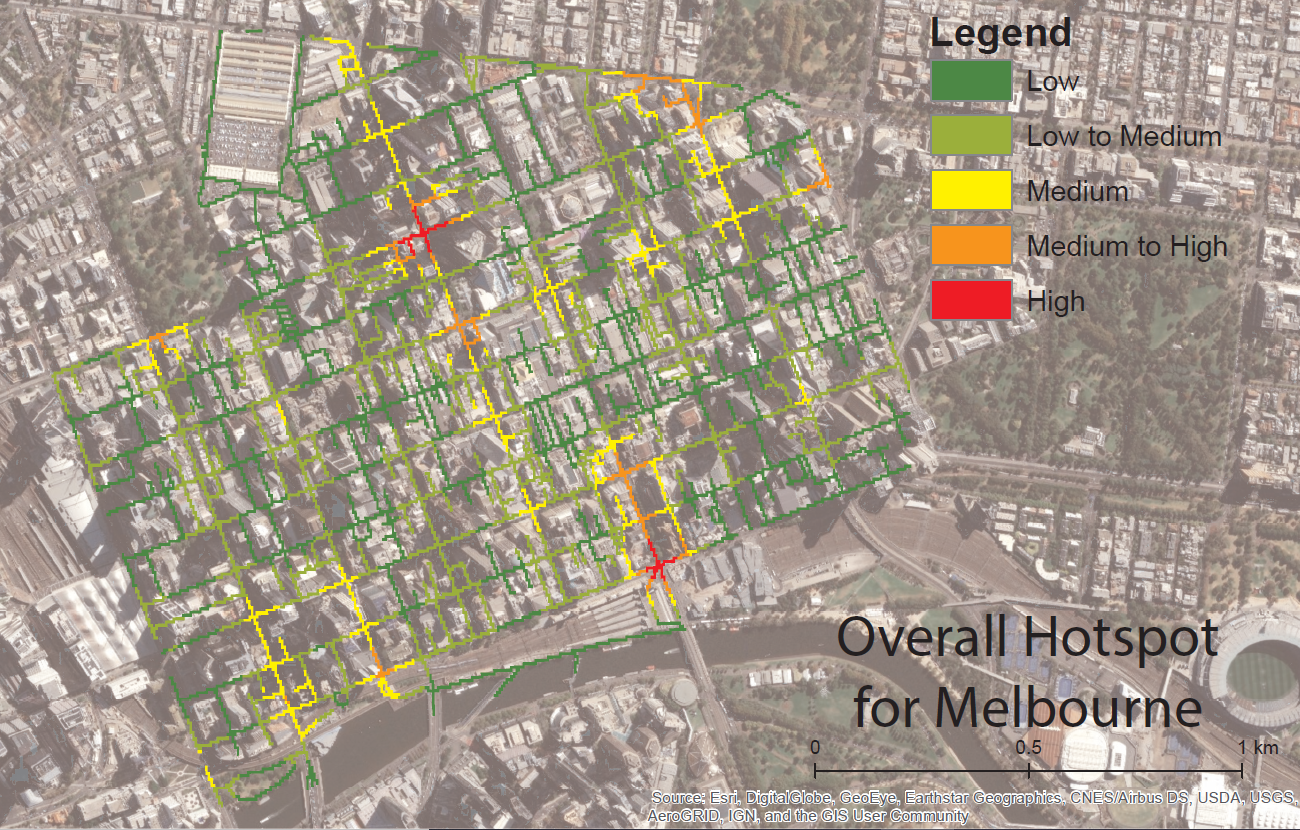 Legend
Low
Low to Medium
Medium
Medium to High
High
Overall Hotspot
for Melbourne
0 0.5 1 km
Source: Esri, DigitalGlobe, GeoEye, Earthstar Geographics, CNES/Airbus DS, USDA, USGS,
AeroGRID, IGN, and the GIS User Community